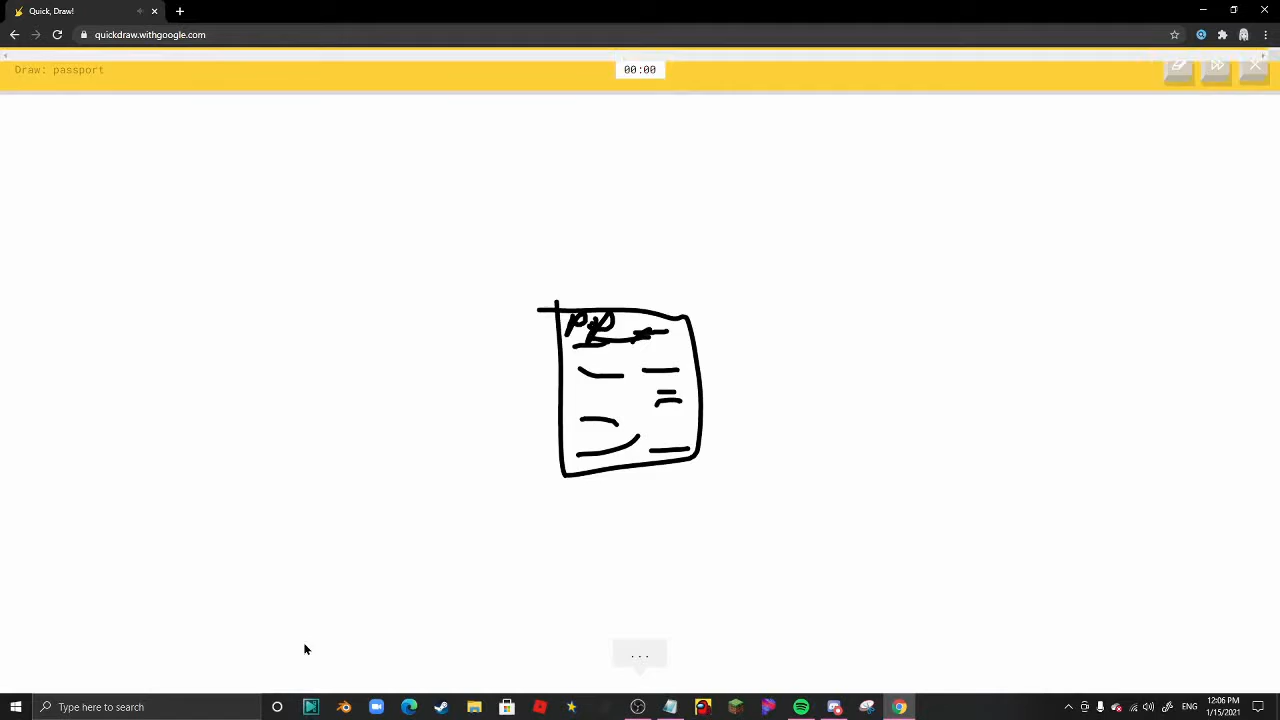 Quick, Draw!
quickdraw.withgoogle.com
Draw: passport
00:00
...
Type here to search
12:06 PM
1/15/2021